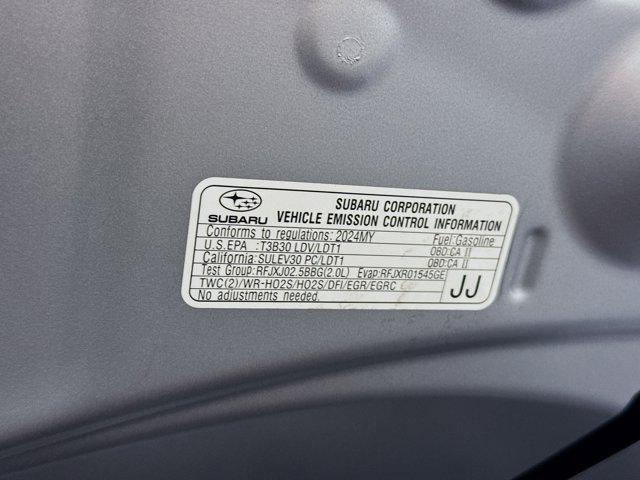 SUBARU
SUBARU CORPORATION
VEHICLE EMISSION CONTROL INFORMATION
Conforms to regulations: 2024MY Fuel:Gasoline
U.S.EPA :T3B30 LDV/LDT1 OBD:CA II
California:SULEV30 PC/LDT1 OBD:CA II
Test Group:RFJXJ02.5BBG(2.0L) Evap:RFJXR01545GE
TWC(2)/WR-HO2S/HO2S/DFI/EGR/EGRC
No adjustments needed.
JJ